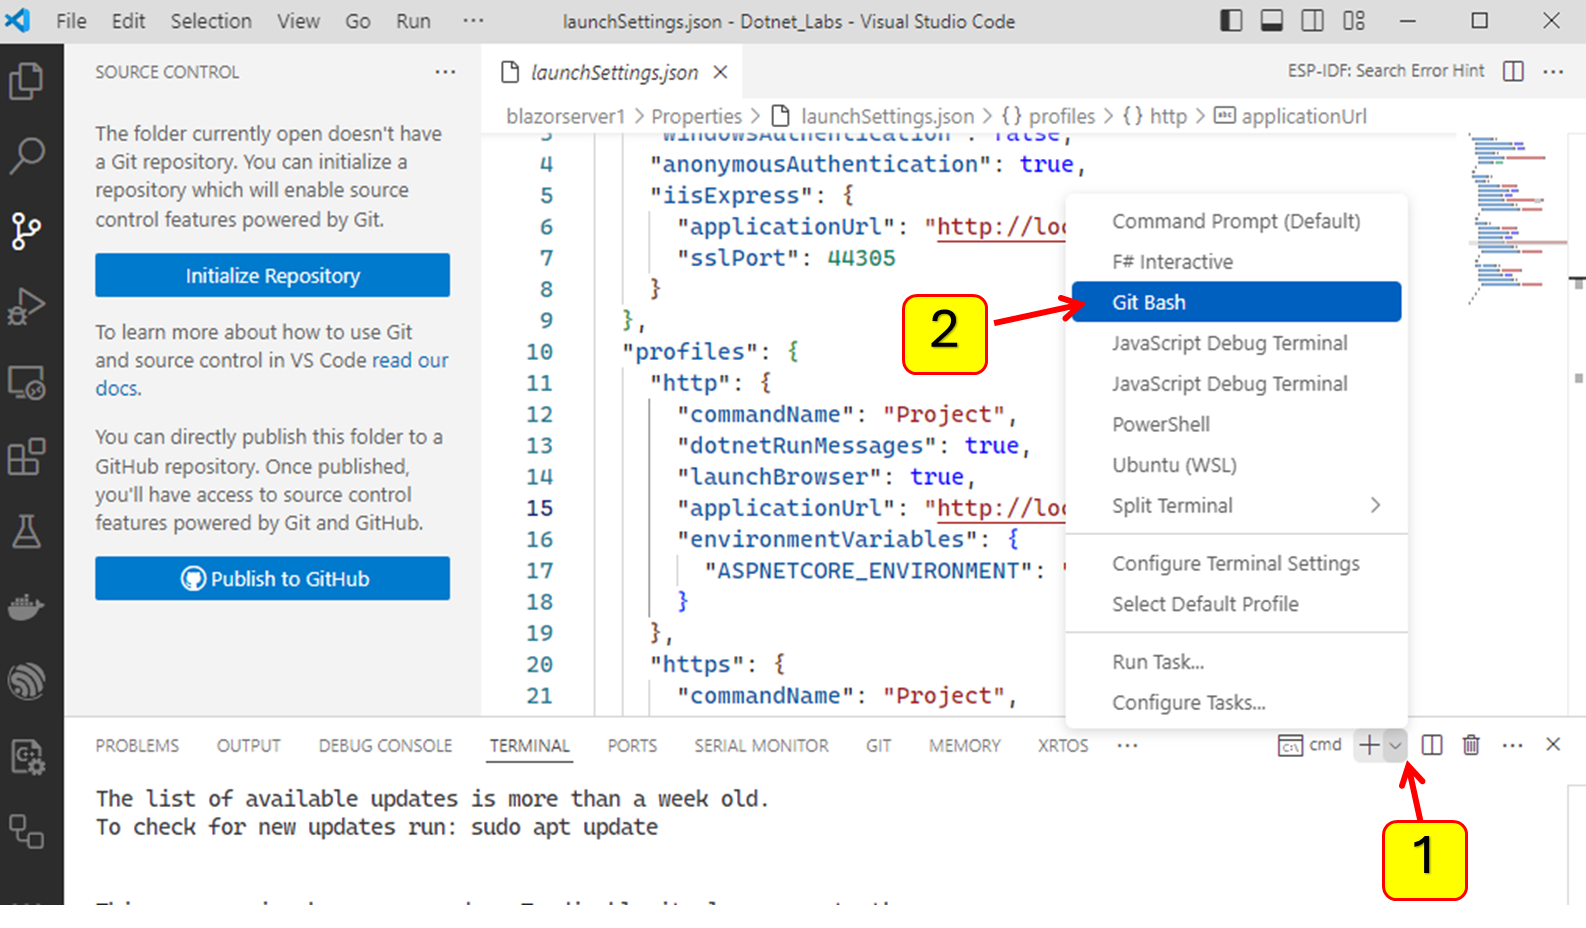 File Edit Selection View Go Run ···
launchSettings.json - Dotnet_Labs - Visual Studio Code
SOURCE CONTROL ···
The folder currently open doesn't have
a Git repository. You can initialize a
repository which will enable source
control features powered by Git.
Initialize Repository
To learn more about how to use Git
and source control in VS Code read our
docs.
You can directly publish this folder to a
GitHub repository. Once published,
you'll have access to source control
features powered by Git and GitHub.
Publish to GitHub
launchSettings.json
ESP-IDF: Search Error Hint ···
blazorserver1 > Properties > launchSettings.json > {} profiles > {} http > abc applicationUrl
3 "windowsAuthentication": false,
4 "anonymousAuthentication": true,
5 "iisExpress": {
6 "applicationUrl": "http://loc
7 "sslPort": 44305
8 }
9 },
10 "profiles": {
11 "http": {
12 "commandName": "Project",
13 "dotnetRunMessages": true,
14 "launchBrowser": true,
15 "applicationUrl": "http://loc
16 "environmentVariables": {
17 "ASPNETCORE_ENVIRONMENT": "
18 }
19 },
20 "https": {
21 "commandName": "Project",
Command Prompt (Default)
F# Interactive
Git Bash
JavaScript Debug Terminal
JavaScript Debug Terminal
PowerShell
Ubuntu (WSL)
Split Terminal >
Configure Terminal Settings
Select Default Profile
Run Task...
Configure Tasks...
2
PROBLEMS OUTPUT DEBUG CONSOLE TERMINAL PORTS SERIAL MONITOR GIT MEMORY XRTOS ···
cmd ···
The list of available updates is more than a week old.
To check for new updates run: sudo apt update
1